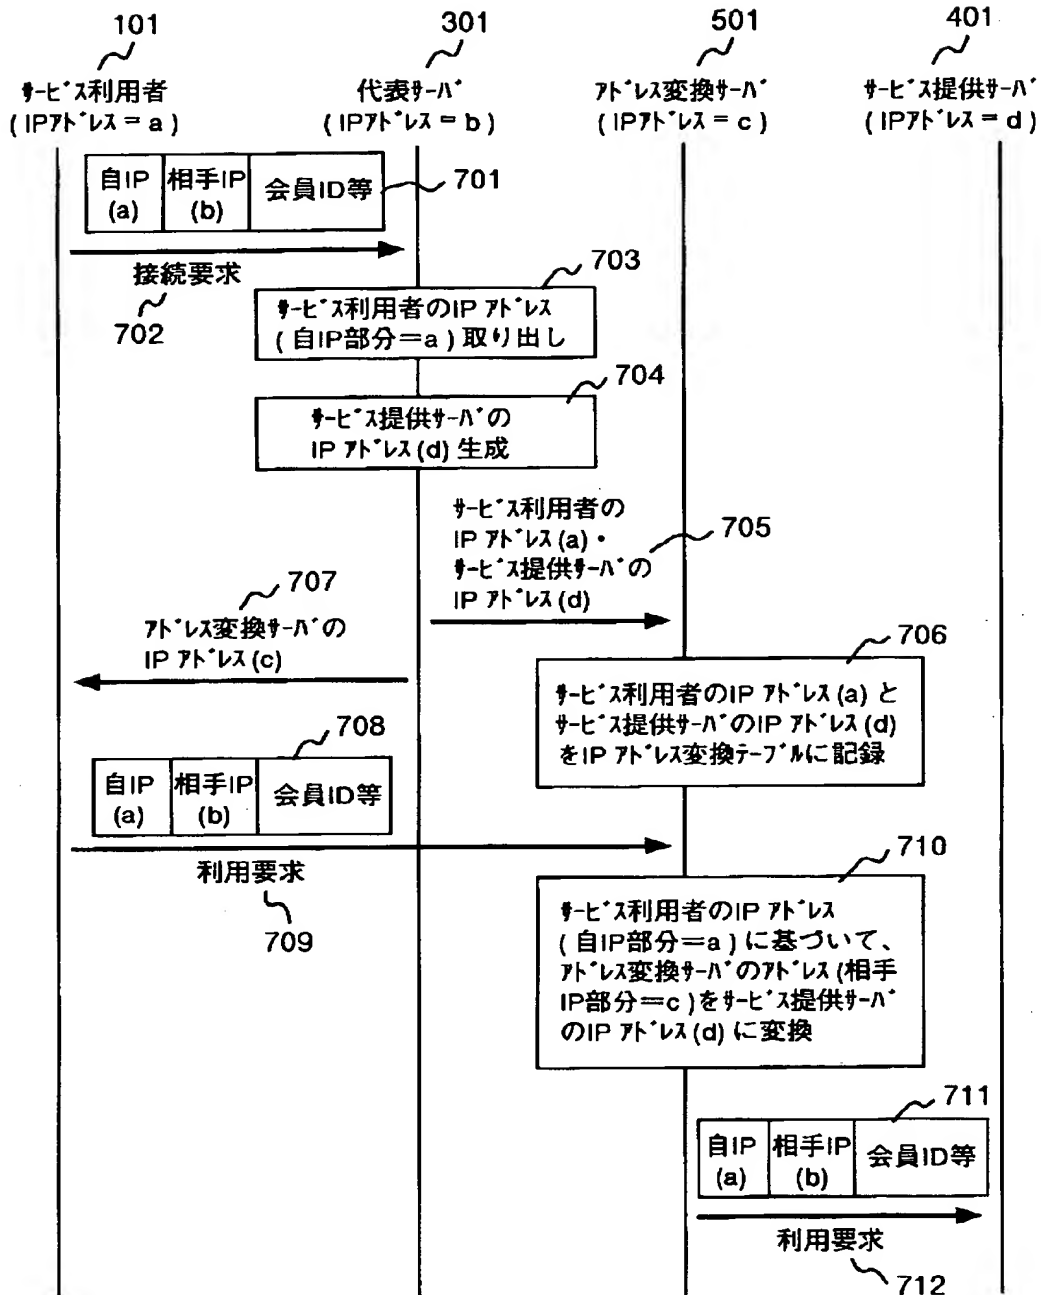 101
301
501
401
ｻｰﾋﾞｽ利用者
(IPｱﾄﾞﾚｽ = a)
代表ｻｰﾊﾞ
(IPｱﾄﾞﾚｽ = b)
ｱﾄﾞﾚｽ変換ｻｰﾊﾞ
(IPｱﾄﾞﾚｽ = c)
ｻｰﾋﾞｽ提供ｻｰﾊﾞ
(IPｱﾄﾞﾚｽ = d)
自IP
(a)
相手IP
(b)
会員ID等
701
接続要求
702
703
ｻｰﾋﾞｽ利用者のIP ｱﾄﾞﾚｽ
(自IP部分＝a) 取り出し
704
ｻｰﾋﾞｽ提供ｻｰﾊﾞの
IP ｱﾄﾞﾚｽ(d) 生成
ｻｰﾋﾞｽ利用者の
IP ｱﾄﾞﾚｽ(a)・
ｻｰﾋﾞｽ提供ｻｰﾊﾞの
IP ｱﾄﾞﾚｽ(d)
705
707
ｱﾄﾞﾚｽ変換ｻｰﾊﾞの
IP ｱﾄﾞﾚｽ(c)
706
ｻｰﾋﾞｽ利用者のIP ｱﾄﾞﾚｽ(a) と
ｻｰﾋﾞｽ提供ｻｰﾊﾞのIP ｱﾄﾞﾚｽ(d)
をIP ｱﾄﾞﾚｽ変換ﾃｰﾌﾞﾙに記録
708
自IP
(a)
相手IP
(b)
会員ID等
利用要求
709
710
ｻｰﾋﾞｽ利用者のIP ｱﾄﾞﾚｽ
(自IP部分＝a) に基づいて、
ｱﾄﾞﾚｽ変換ｻｰﾊﾞのｱﾄﾞﾚｽ(相手
IP部分＝c)をｻｰﾋﾞｽ提供ｻｰﾊﾞ
のIP ｱﾄﾞﾚｽ(d) に変換
711
自IP
(a)
相手IP
(b)
会員ID等
利用要求
712